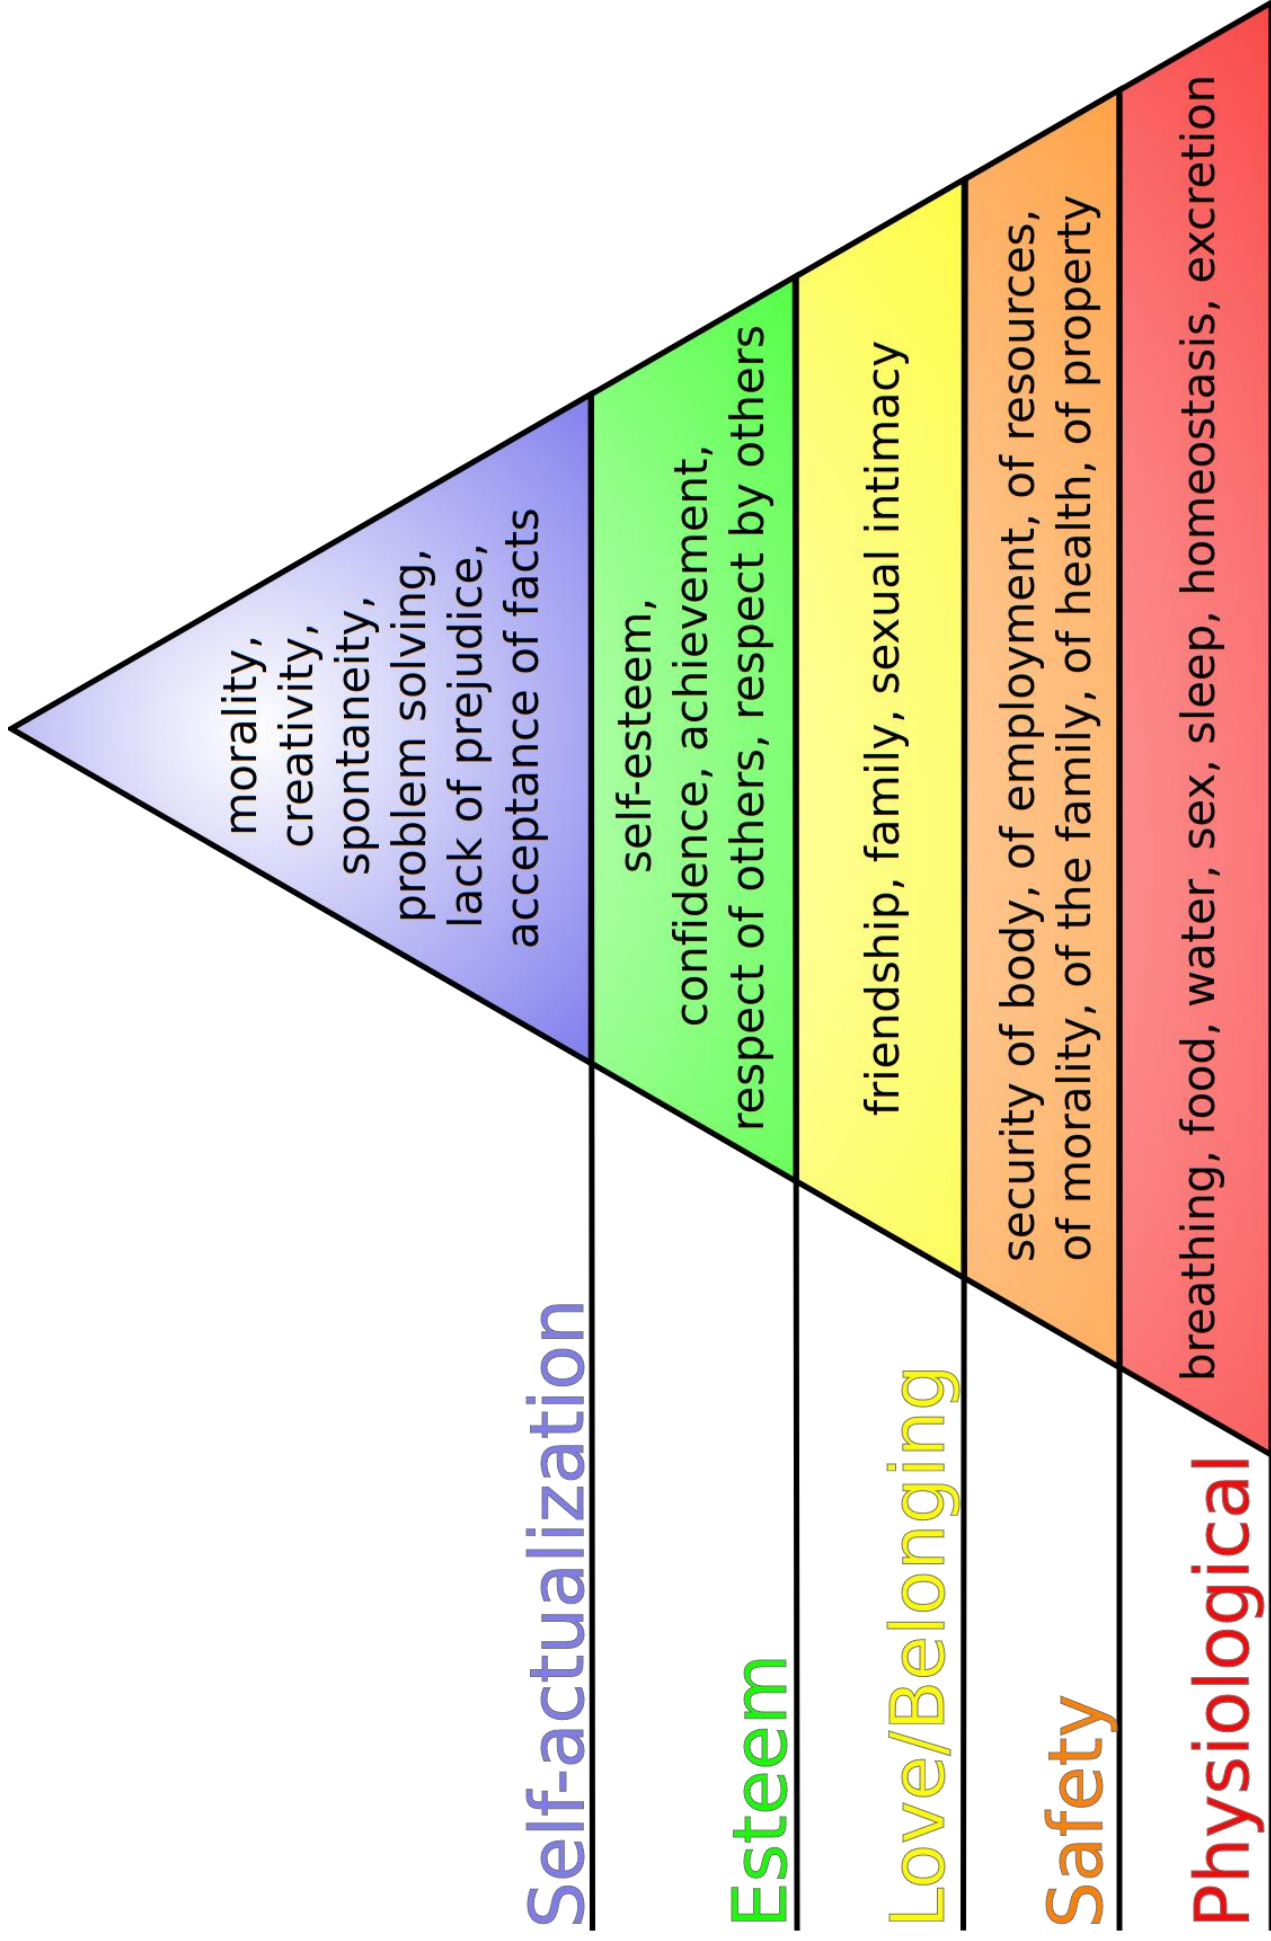 morality,
creativity,
spontaneity,
problem solving,
lack of prejudice,
acceptance of facts
Self-actualization
self-esteem,
confidence, achievement,
respect of others, respect by others
Esteem
friendship, family, sexual intimacy
Love/Belonging
security of body, of employment, of resources,
of morality, of the family, of health, of property
Safety
breathing, food, water, sex, sleep, homeostasis, excretion
Physiological